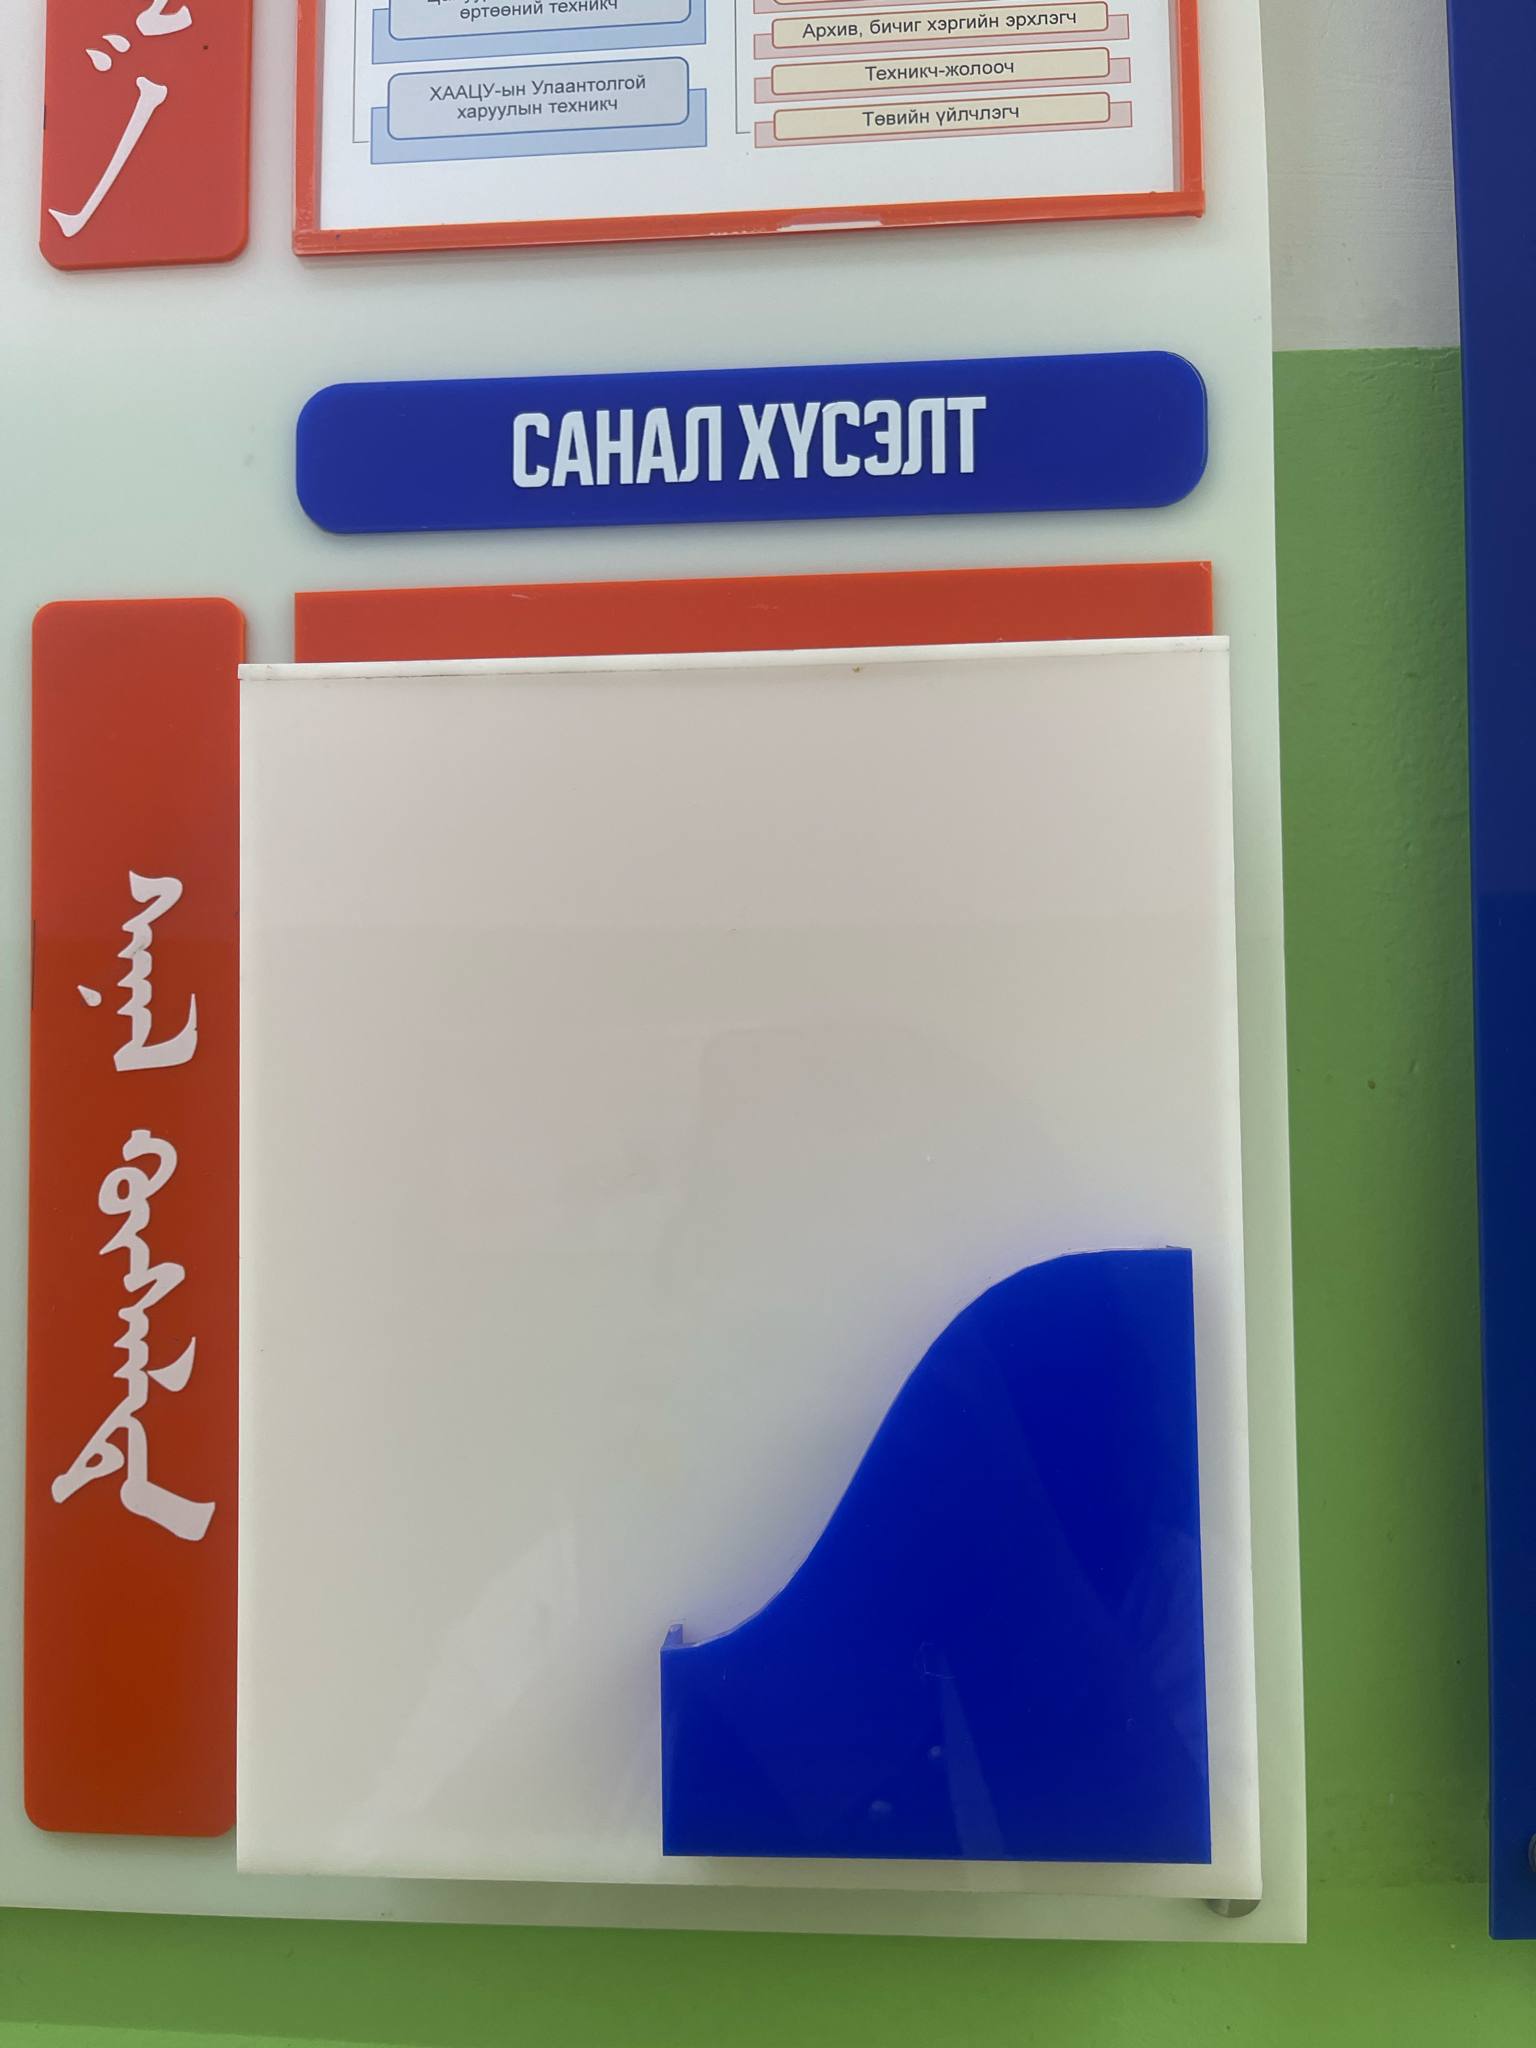 өртөөний техникч
ХААЦУ-ын Улаантолгой
харуулын техникч
Архив, бичиг хэргийн эрхлэгч
Техникч-жолооч
Төвийн үйлчлэгч
САНАЛ ХҮСЭЛТ